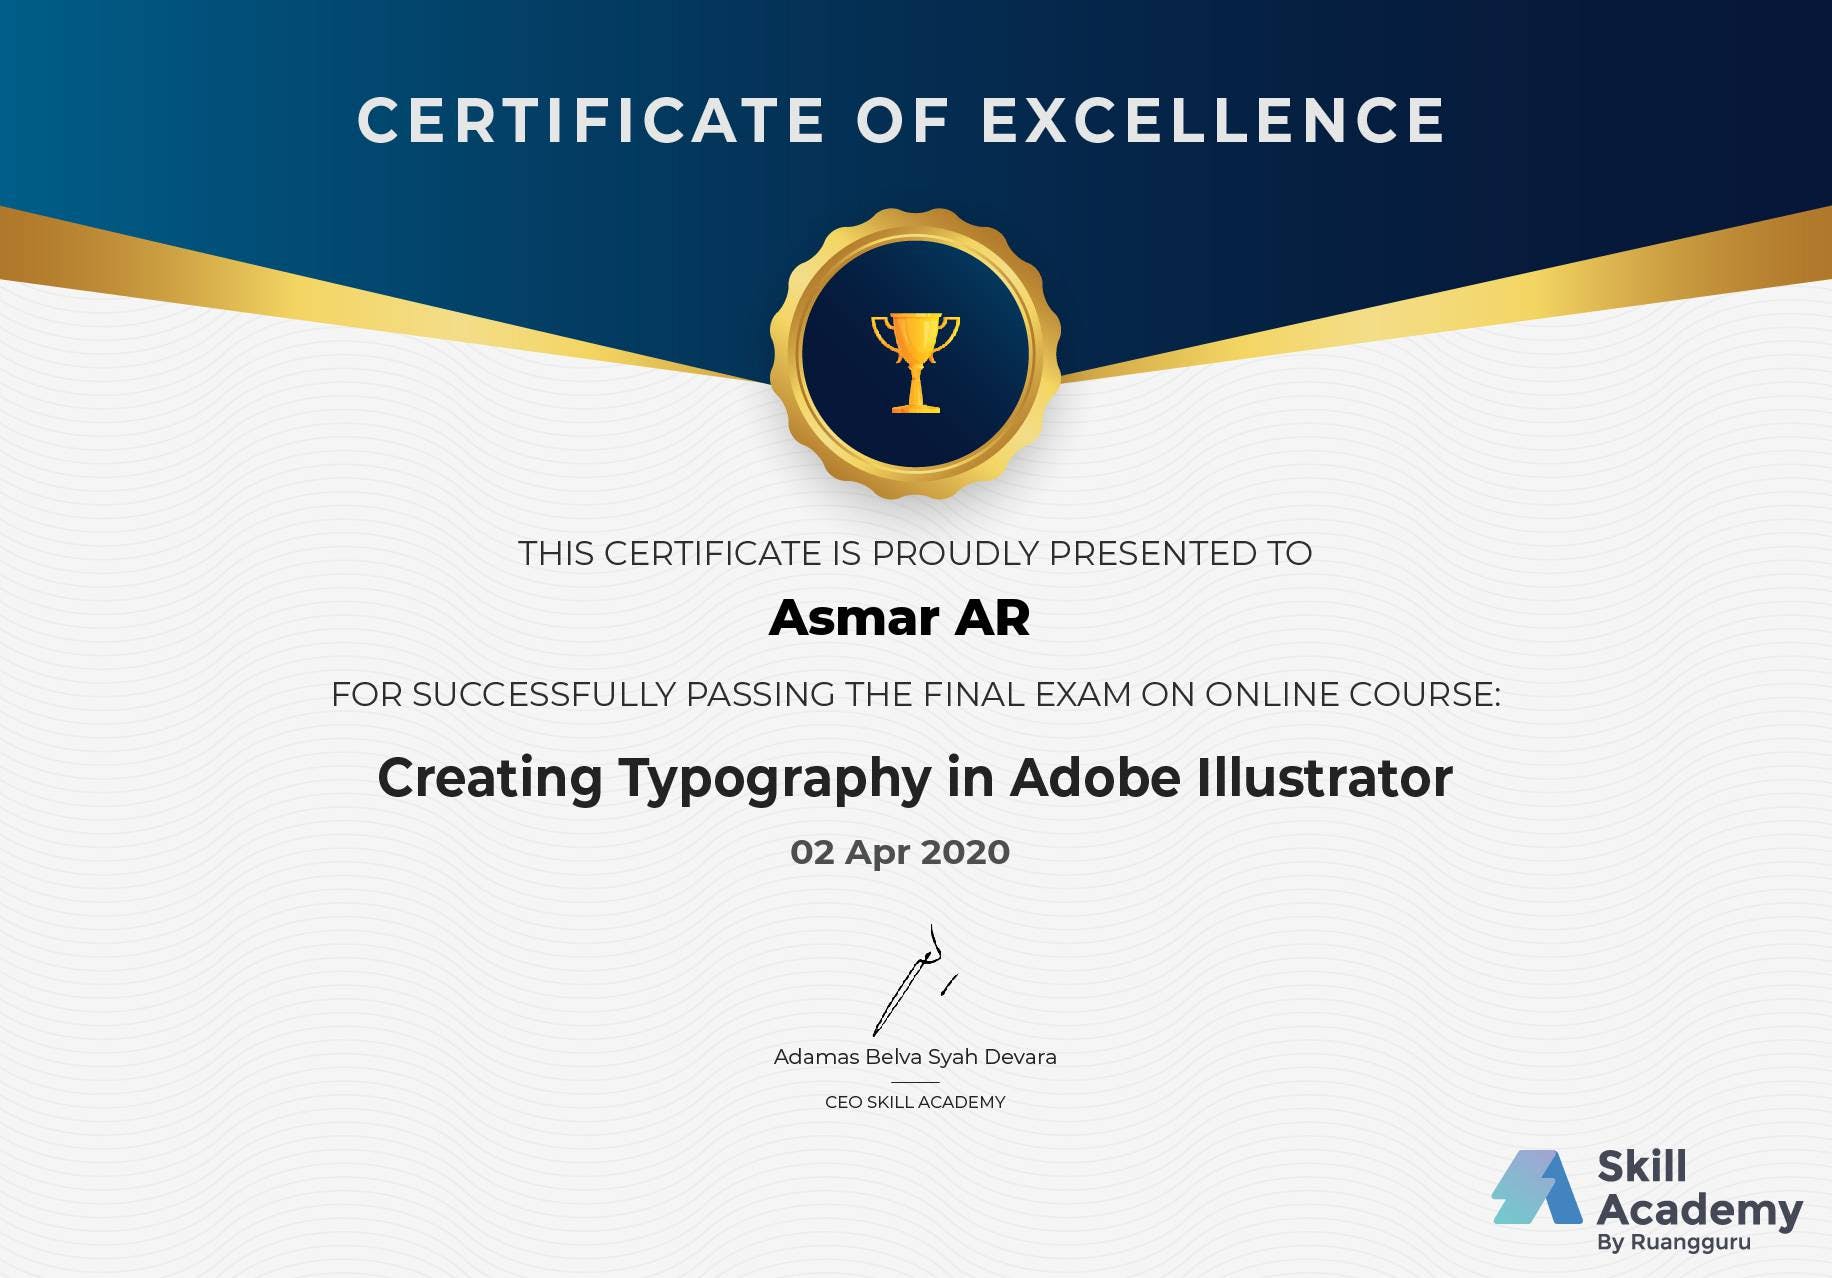 CERTIFICATE OF EXCELLENCE
THIS CERTIFICATE IS PROUDLY PRESENTED TO
Asmar AR
FOR SUCCESSFULLY PASSING THE FINAL EXAM ON ONLINE COURSE:
Creating Typography in Adobe Illustrator
02 Apr 2020
Adamas Belva Syah Devara
CEO SKILL ACADEMY
Skill
Academy
By Ruangguru